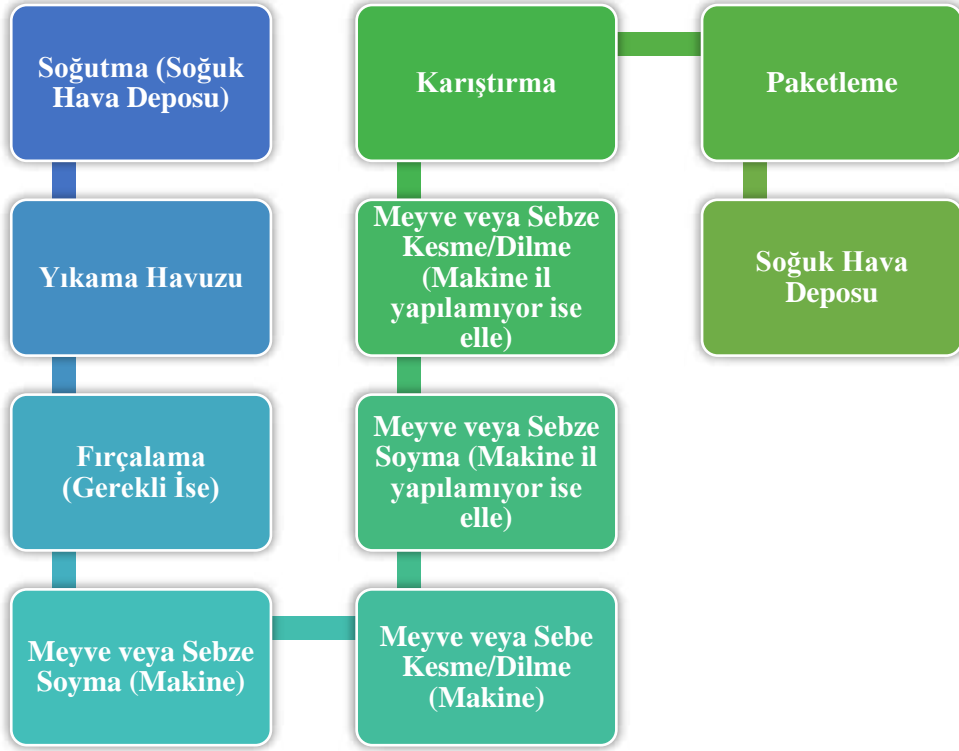 Soğutma (Soğuk
Hava Deposu)
Yıkama Havuzu
Fırçalama
(Gerekli İse)
Meyve veya Sebze
Soyma (Makine)
Meyve veya Sebe
Kesme/Dilme
(Makine)
Meyve veya Sebze
Soyma (Makine il
yapılamıyor ise
elle)
Meyve veya Sebze
Kesme/Dilme
(Makine il
yapılamıyor ise
elle)
Karıştırma
Paketleme
Soğuk Hava
Deposu